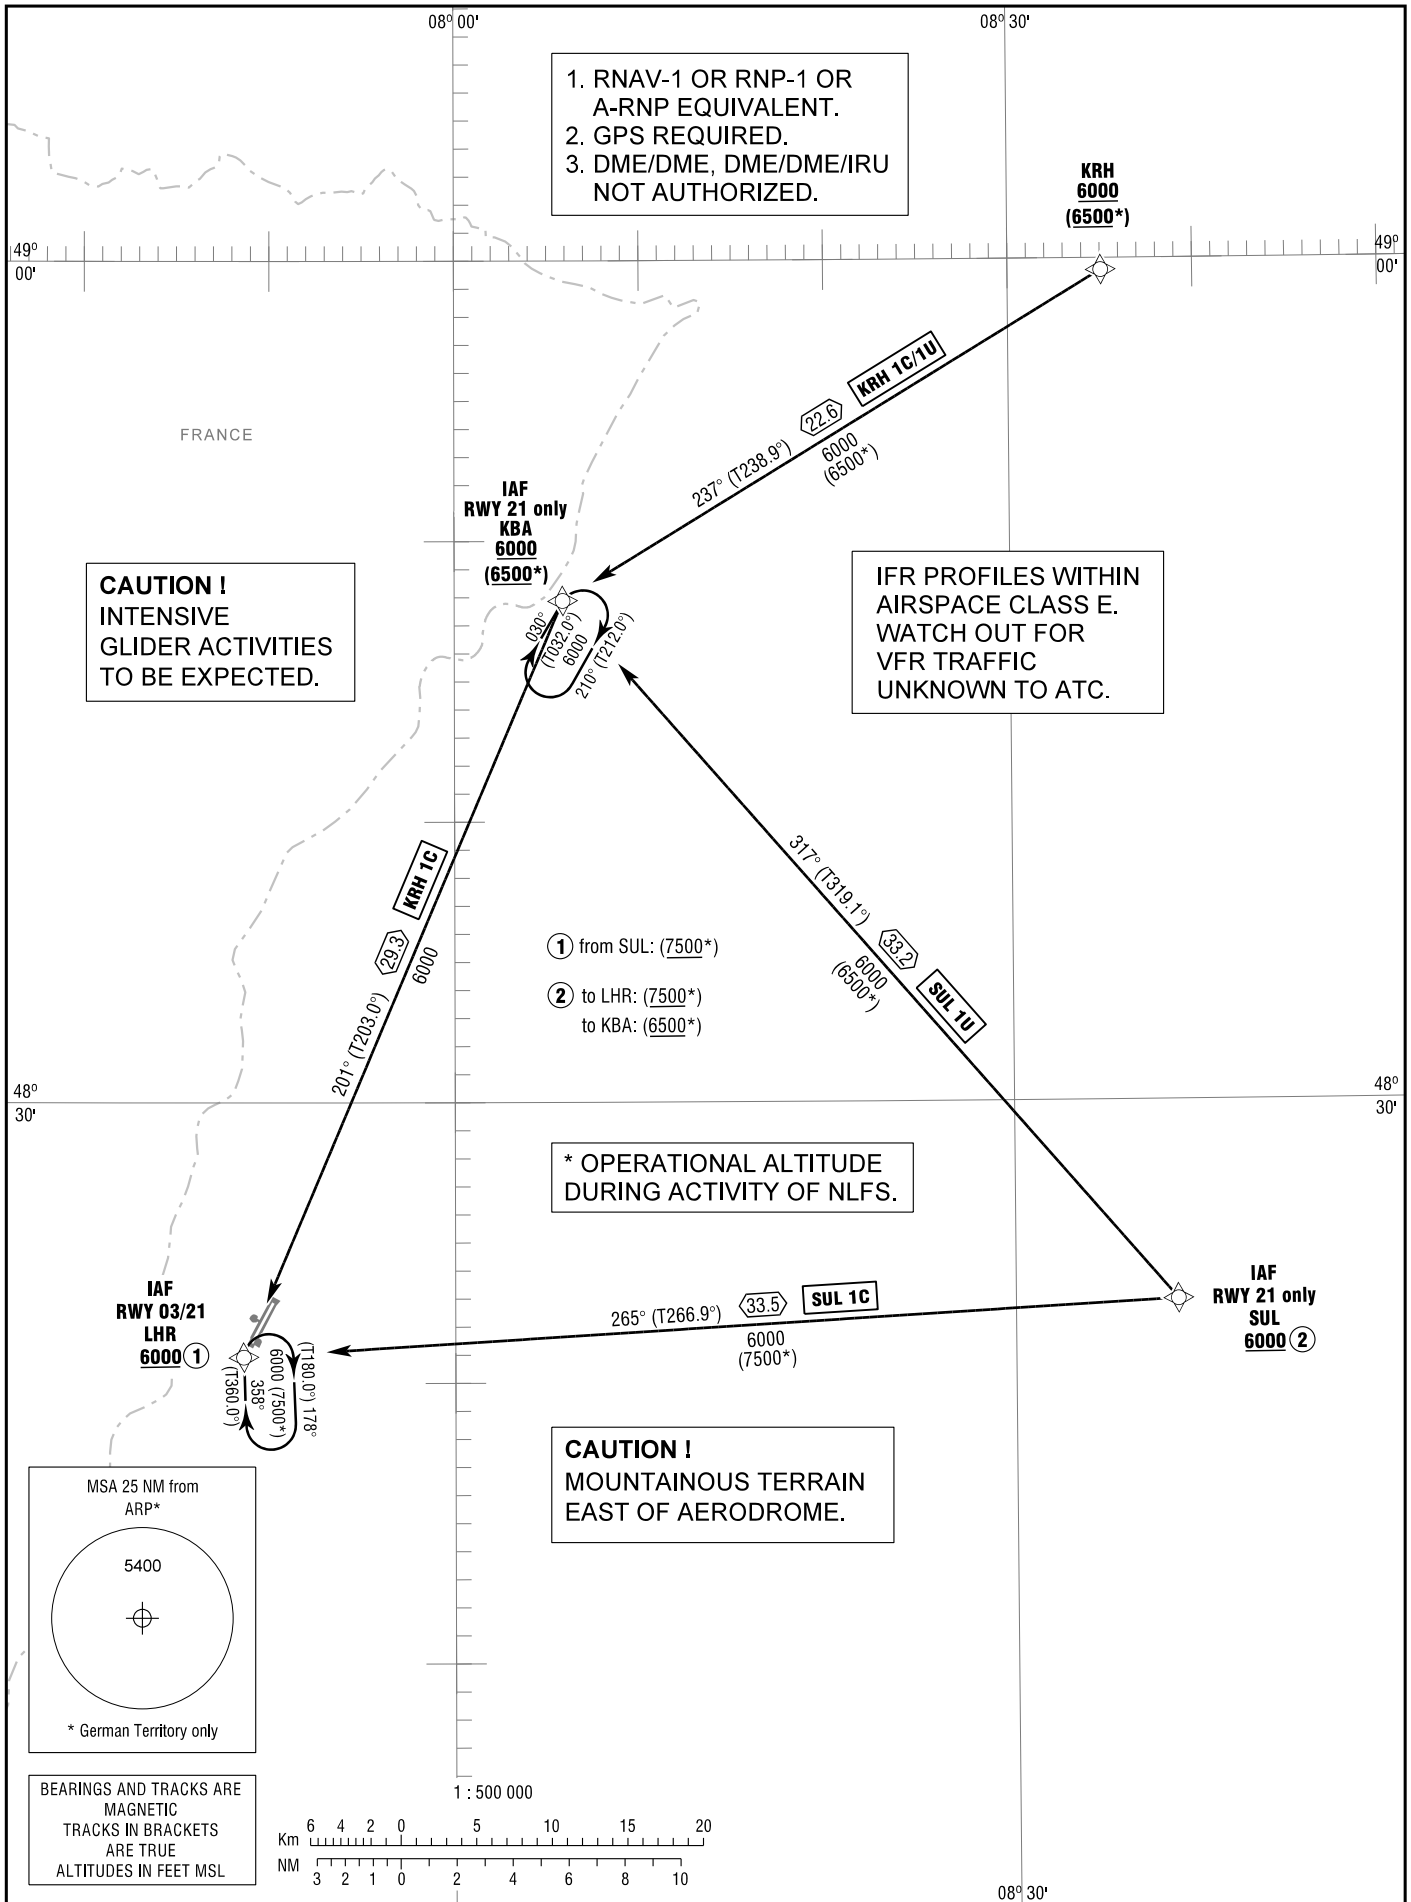 08º 00'
08º 30'
1. RNAV-1 OR RNP-1 OR
A-RNP EQUIVALENT.
2. GPS REQUIRED.
3. DME/DME, DME/DME/IRU
NOT AUTHORIZED.
KRH
6000
(6500*)
49º
00'
49º
00'
KRH 1C/1U
22.6
237° (T238.9°)
6000
(6500*)
FRANCE
IAF
RWY 21 only
KBA
6000
(6500*)
CAUTION !
INTENSIVE
GLIDER ACTIVITIES
TO BE EXPECTED.
IFR PROFILES WITHIN
AIRSPACE CLASS E.
WATCH OUT FOR
VFR TRAFFIC
UNKNOWN TO ATC.
030°
(T032.0°)
6000
210° (T212.0°)
317° (T319.1°)
33.2
6000
(6500*)
SUL 1U
KRH 1C
29.3
6000
201° (T203.0°)
1 from SUL: (7500*)
2 to LHR: (7500*)
to KBA: (6500*)
48º
30'
48º
30'
* OPERATIONAL ALTITUDE
DURING ACTIVITY OF NLFS.
IAF
RWY 03/21
LHR
6000 1
IAF
RWY 21 only
SUL
6000 2
265° (T266.9°)
33.5
SUL 1C
6000
(7500*)
(T180.0°) 178°
6000 (7500*)
358°
(T360.0°)
CAUTION !
MOUNTAINOUS TERRAIN
EAST OF AERODROME.
MSA 25 NM from
ARP*
5400
* German Territory only
BEARINGS AND TRACKS ARE
MAGNETIC
TRACKS IN BRACKETS
ARE TRUE
ALTITUDES IN FEET MSL
1 : 500 000
Km 6 4 2 0 5 10 15 20
NM 3 2 1 0 2 4 6 8 10
08º 30'